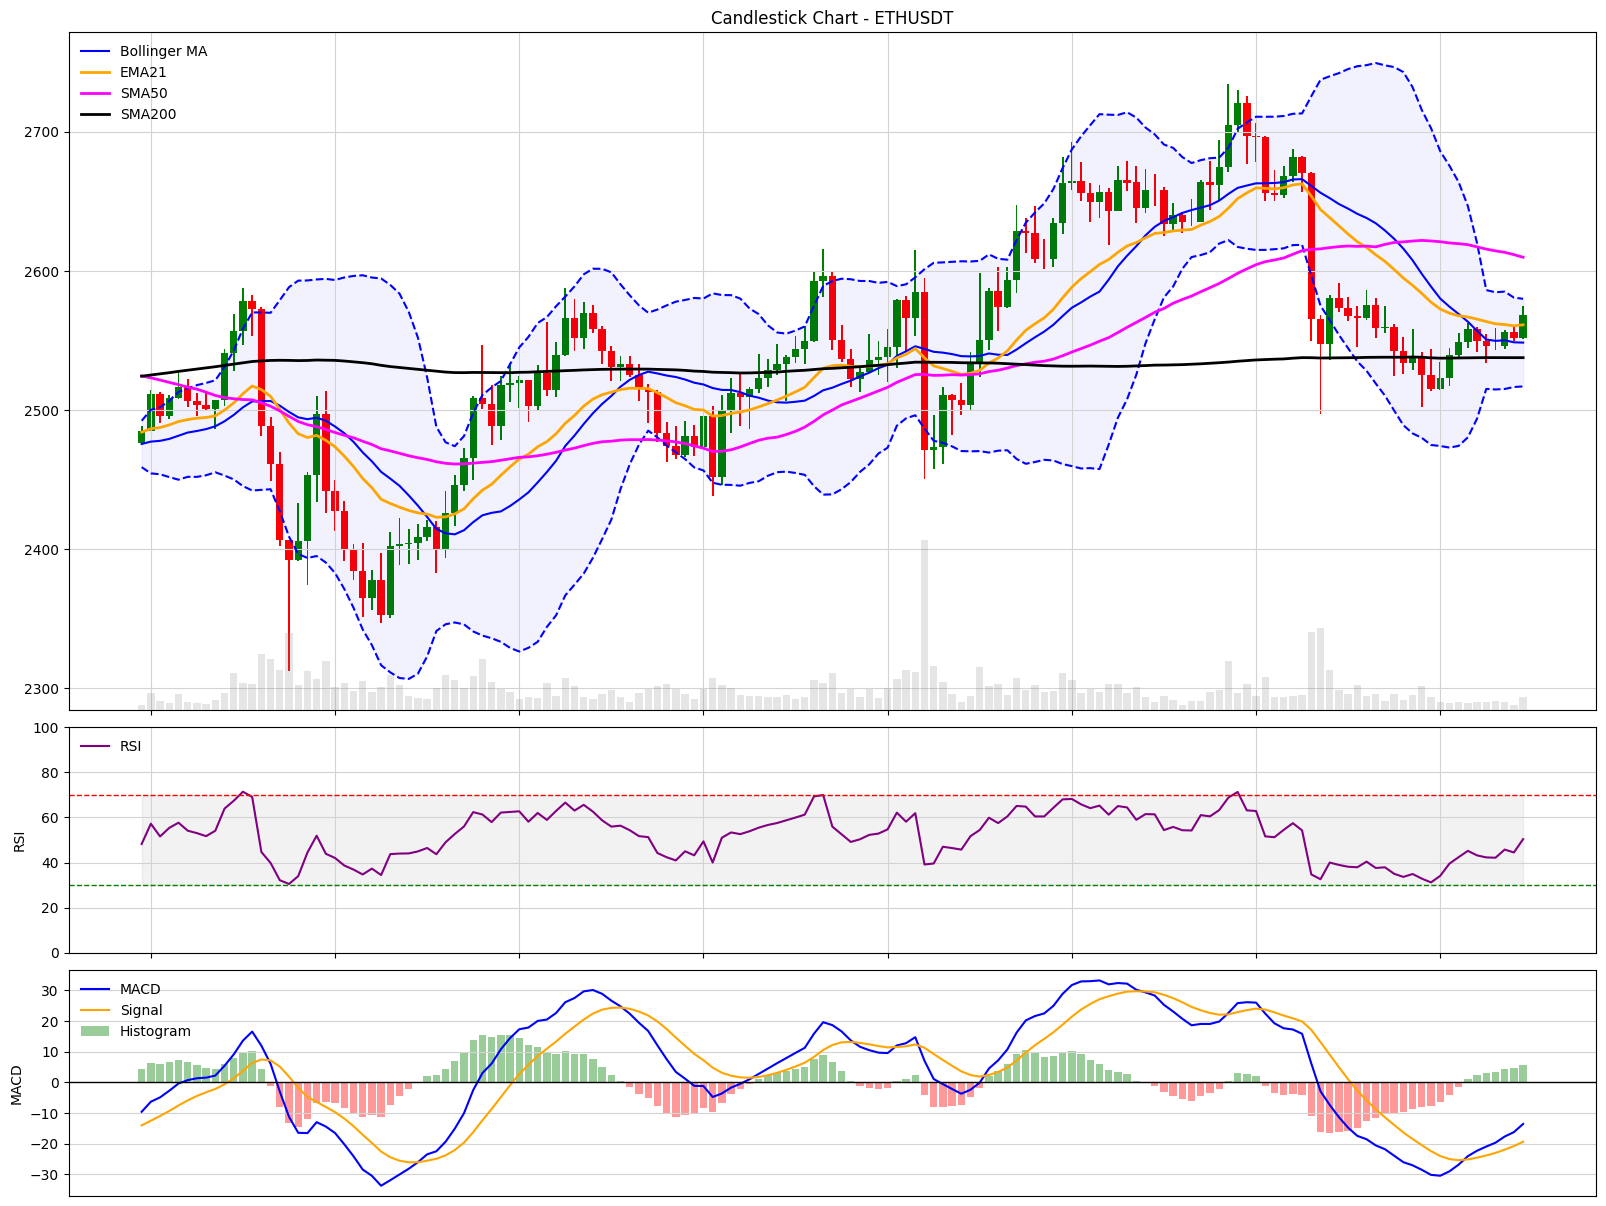 Candlestick Chart - ETHUSDT
Bollinger MA
EMA21
SMA50
SMA200
2700
2600
2500
2400
2300
100
80
60
40
20
0
RSI
RSI
30
20
10
0
−10
−20
−30
MACD
MACD
Signal
Histogram